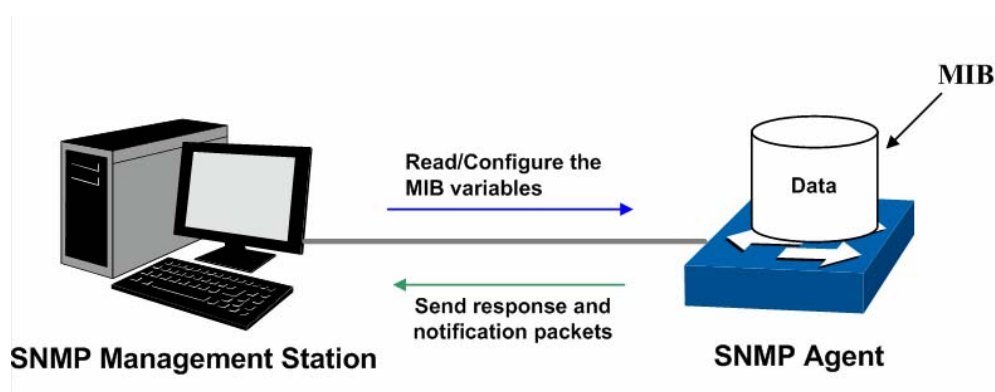 MIB
Read/Configure the
MIB variables
Data
Send response and
notification packets
SNMP Management Station
SNMP Agent